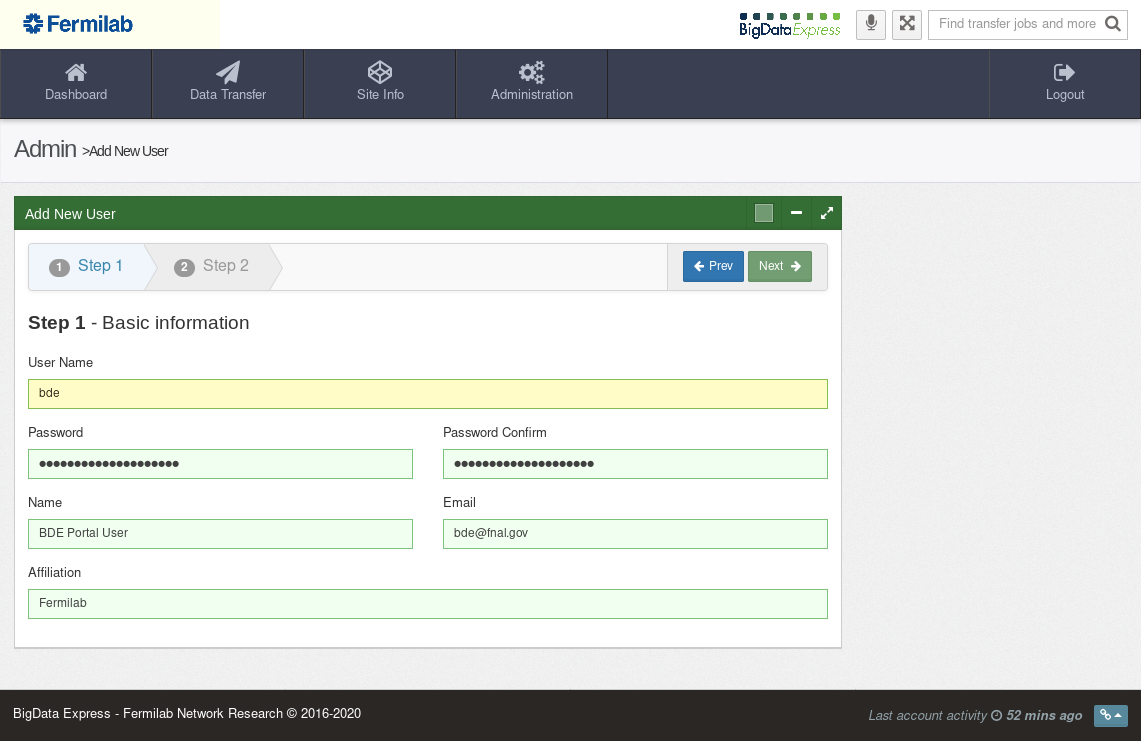 Fermilab
BigDataExpress
Find transfer jobs and more
Dashboard
Data Transfer
Site Info
Administration
Logout
Admin >Add New User
Add New User
1 Step 1
2 Step 2
Prev
Next
Step 1 - Basic information
User Name
bde
Password
Password Confirm
●●●●●●●●●●●●●●●●●●●●
●●●●●●●●●●●●●●●●●●●●
Name
Email
BDE Portal User
bde@fnal.gov
Affiliation
Fermilab
BigData Express - Fermilab Network Research © 2016-2020
Last account activity 52 mins ago